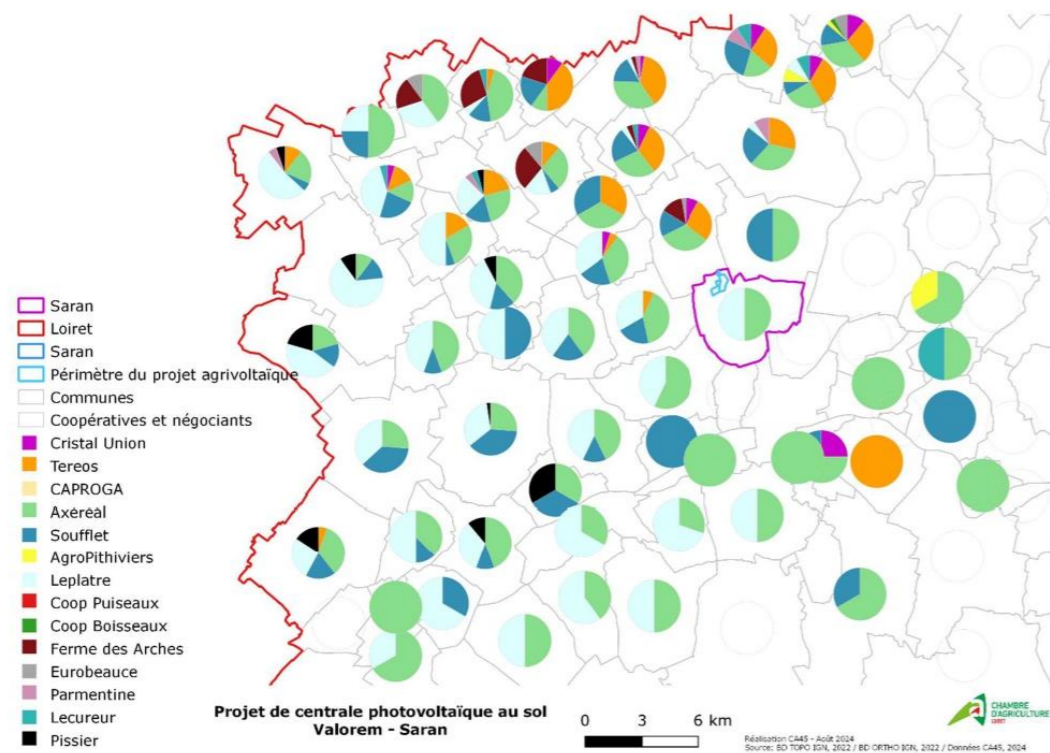 Saran
Loiret
Saran
Périmètre du projet agrivoltaïque
Communes
Coopératives et négociants
Cristal Union
Tereos
CAPROGA
Axéréal
Soufflet
AgroPithiviers
Leplatre
Coop Puiseaux
Coop Boisseaux
Ferme des Arches
Eurobeauce
Parmentine
Lecureur
Pissier
Projet de centrale photovoltaïque au sol
Valorem - Saran
0 3 6 km
CHAMBRE
D'AGRICULTURE
LOIRET
Réalisation CA45 - Août 2024
Source: BD TOPO IGN, 2022 / BD ORTHO IGN, 2022 / Données CA45, 2024